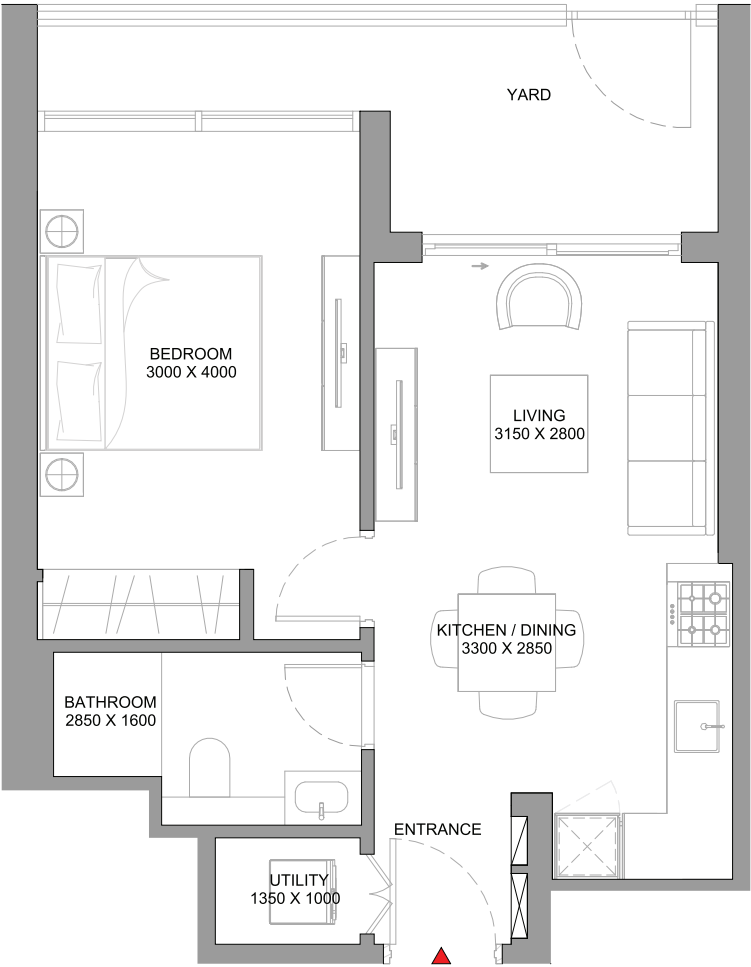 YARD
BEDROOM
3000 X 4000
LIVING
3150 X 2800
KITCHEN / DINING
3300 X 2850
BATHROOM
2850 X 1600
ENTRANCE
UTILITY
1350 X 1000